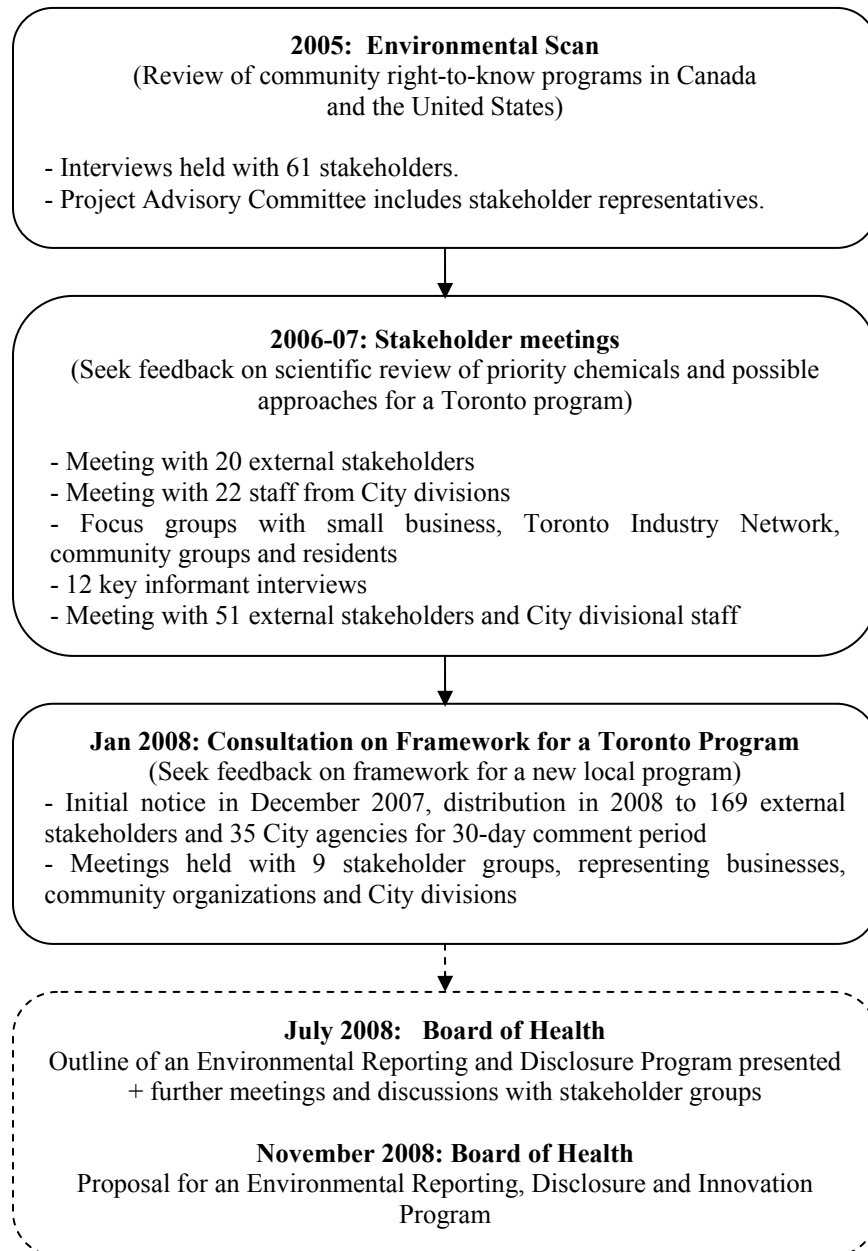 2005:  Environmental Scan
(Review of community right-to-know programs in Canada
and the United States)
- Interviews held with 61 stakeholders.
- Project Advisory Committee includes stakeholder representatives.
2006-07: Stakeholder meetings
(Seek feedback on scientific review of priority chemicals and possible
approaches for a Toronto program)
- Meeting with 20 external stakeholders
- Meeting with 22 staff from City divisions
- Focus groups with small business, Toronto Industry Network,
community groups and residents
- 12 key informant interviews
- Meeting with 51 external stakeholders and City divisional staff
Jan 2008: Consultation on Framework for a Toronto Program
(Seek feedback on framework for a new local program)
- Initial notice in December 2007, distribution in 2008 to 169 external
stakeholders and 35 City agencies for 30-day comment period
- Meetings held with 9 stakeholder groups, representing businesses,
community organizations and City divisions
July 2008:   Board of Health
Outline of an Environmental Reporting and Disclosure Program presented
+ further meetings and discussions with stakeholder groups
November 2008: Board of Health
Proposal for an Environmental Reporting, Disclosure and Innovation
Program